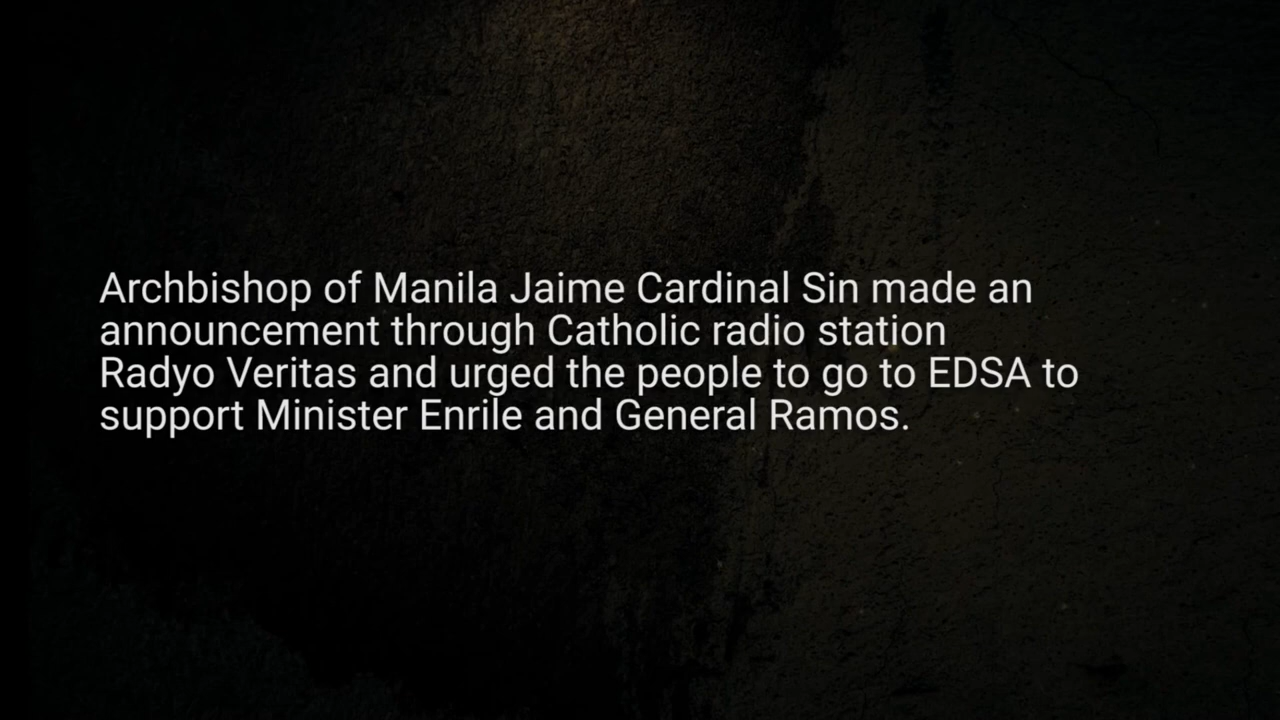 Archbishop of Manila Jaime Cardinal Sin made an
announcement through Catholic radio station
Radyo Veritas and urged the people to go to EDSA to
support Minister Enrile and General Ramos.